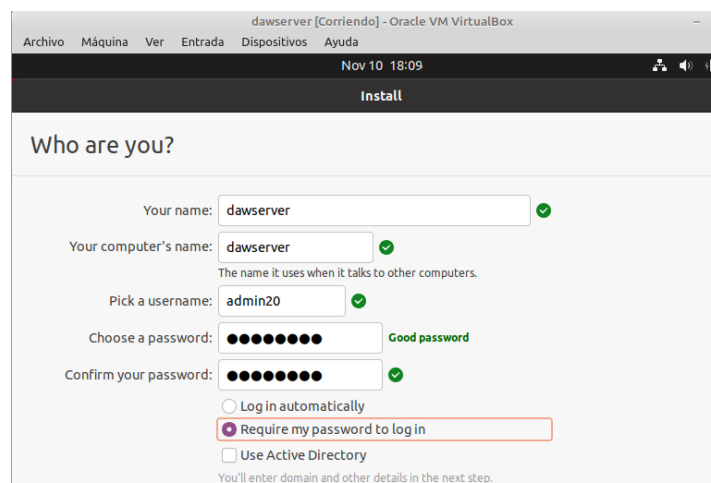 dawserver [Corriendo] - Oracle VM VirtualBox
Archivo Máquina Ver Entrada Dispositivos Ayuda
Nov 10 18:09
Install
Who are you?
Your name: dawserver
Your computer's name: dawserver
The name it uses when it talks to other computers.
Pick a username: admin20
Choose a password: ●●●●●●●● Good password
Confirm your password: ●●●●●●●●
Log in automatically
Require my password to log in
Use Active Directory
You'll enter domain and other details in the next step.